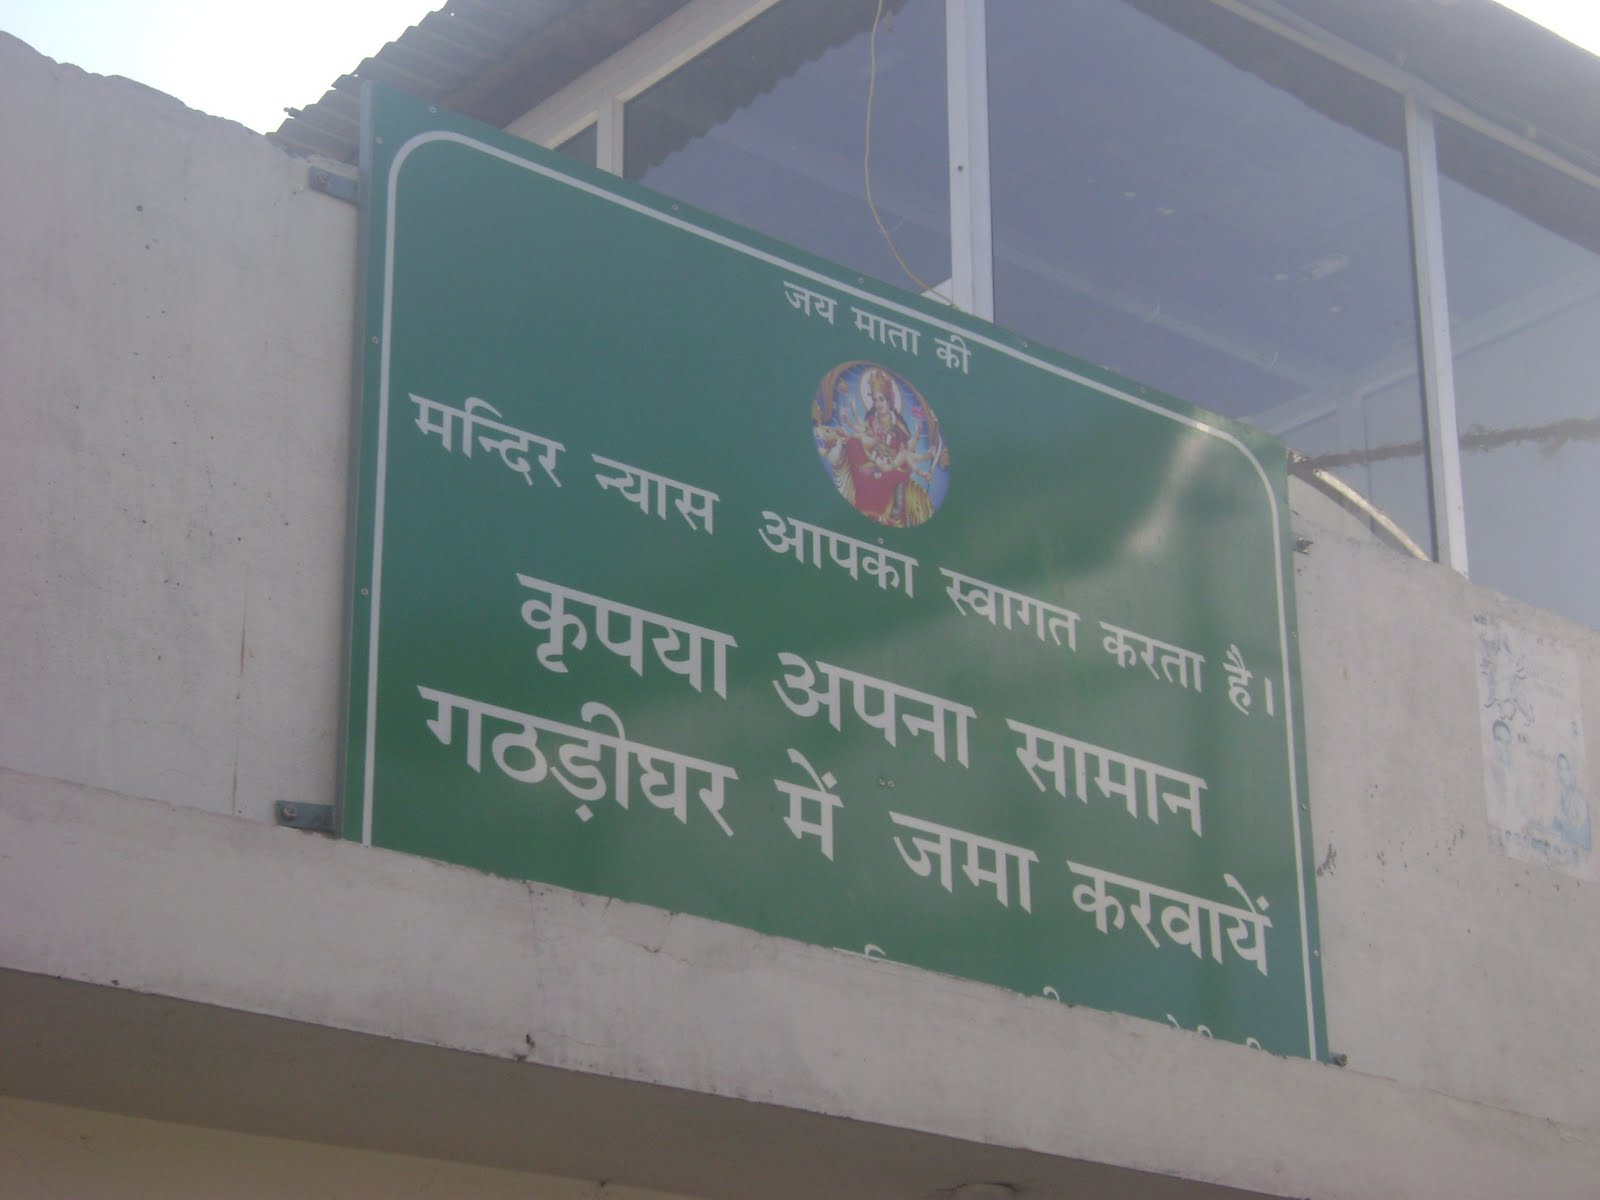 जय माता की
मन्दिर न्यास आपका स्वागत करता है।
कृपया अपना सामान
गठड़ीघर में जमा करवायें